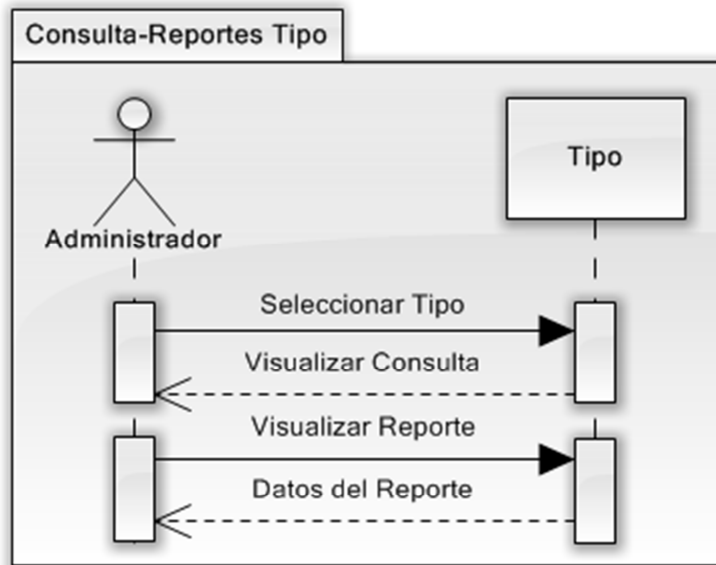 Consulta-Reportes Tipo
Tipo
Administrador
Seleccionar Tipo
Visualizar Consulta
Visualizar Reporte
Datos del Reporte